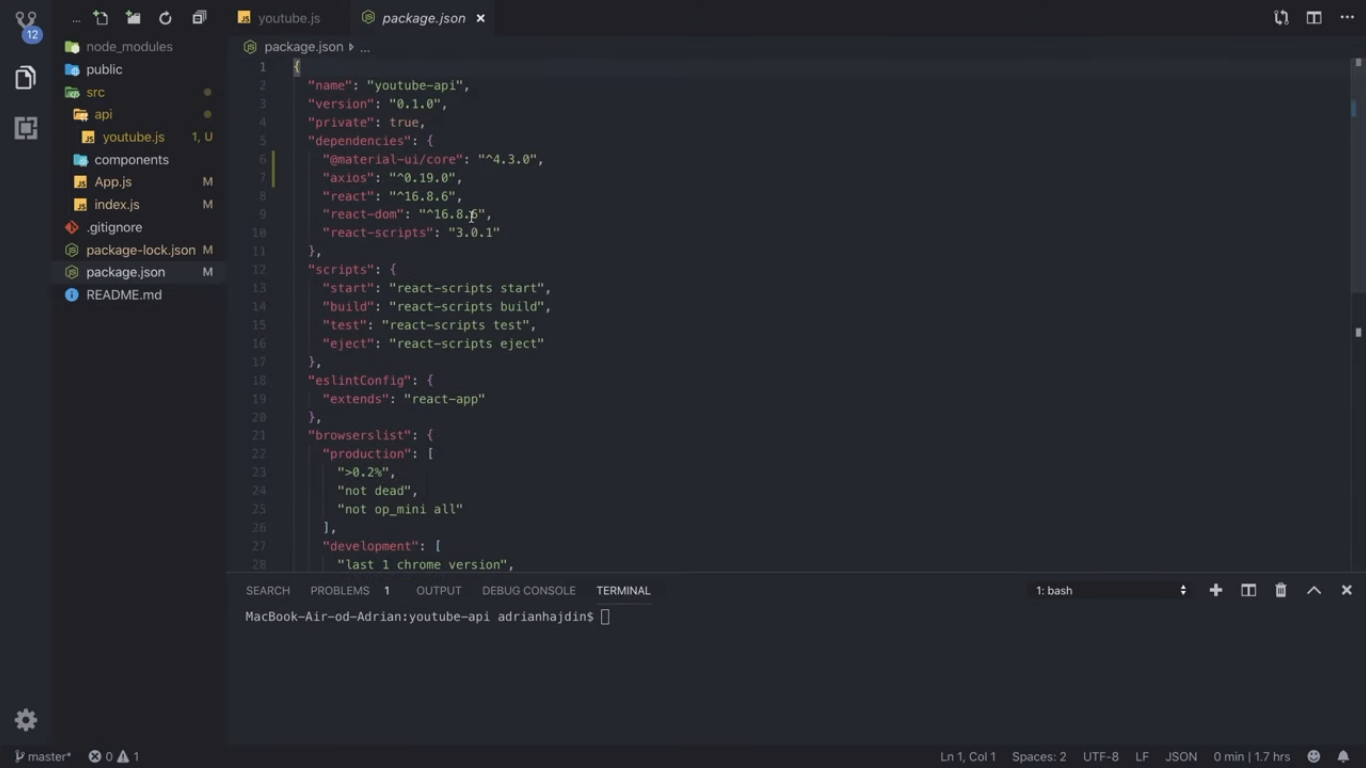 12
...
youtube.js
package.json
node_modules
public
src
api
youtube.js 1, U
components
App.js M
index.js M
.gitignore
package-lock.json M
package.json M
README.md
package.json ...
1 {
2 "name": "youtube-api",
3 "version": "0.1.0",
4 "private": true,
5 "dependencies": {
6 "@material-ui/core": "^4.3.0",
7 "axios": "^0.19.0",
8 "react": "^16.8.6",
9 "react-dom": "^16.8.6",
10 "react-scripts": "3.0.1"
11 },
12 "scripts": {
13 "start": "react-scripts start",
14 "build": "react-scripts build",
15 "test": "react-scripts test",
16 "eject": "react-scripts eject"
17 },
18 "eslintConfig": {
19 "extends": "react-app"
20 },
21 "browserslist": {
22 "production": [
23 ">0.2%",
24 "not dead",
25 "not op_mini all"
26 ],
27 "development": [
28 "last 1 chrome version",
SEARCH PROBLEMS 1 OUTPUT DEBUG CONSOLE TERMINAL 1: bash
MacBook-Air-od-Adrian:youtube-api adrianhajdin$
master* 0 1 Ln 1, Col 1 Spaces: 2 UTF-8 LF JSON 0 min | 1.7 hrs